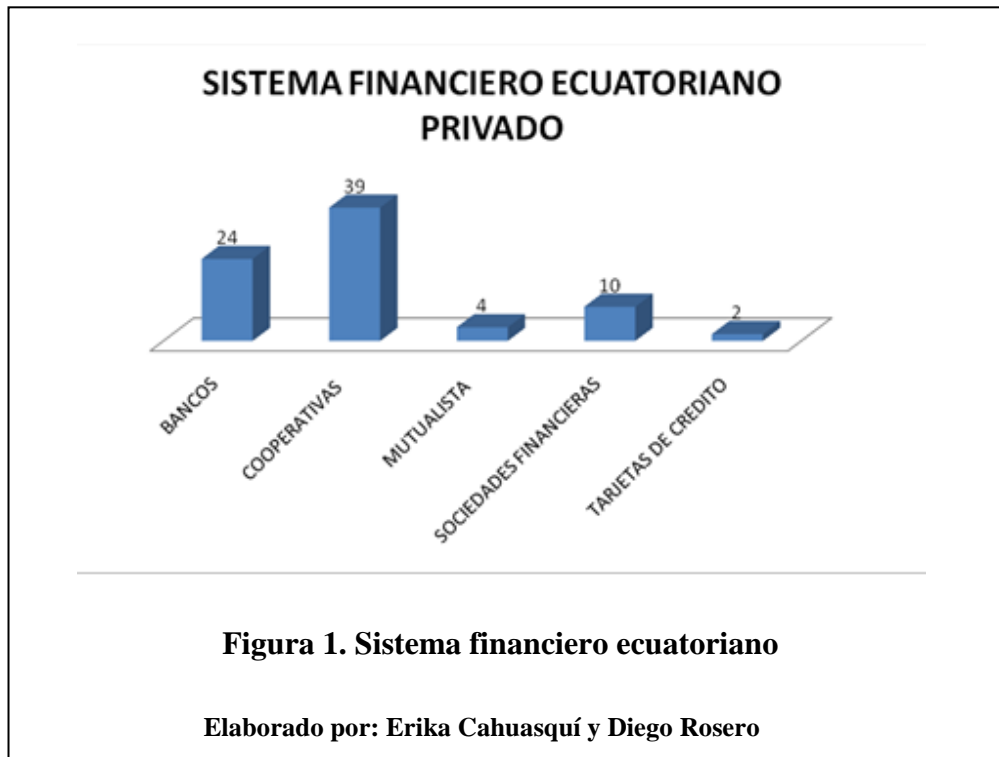 SISTEMA FINANCIERO ECUATORIANO
PRIVADO
24
39
4
10
2
BANCOS
COOPERATIVAS
MUTUALISTA
SOCIEDADES FINANCIERAS
TARJETAS DE CREDITO
Figura 1. Sistema financiero ecuatoriano
Elaborado por: Erika Cahuasquí y Diego Rosero